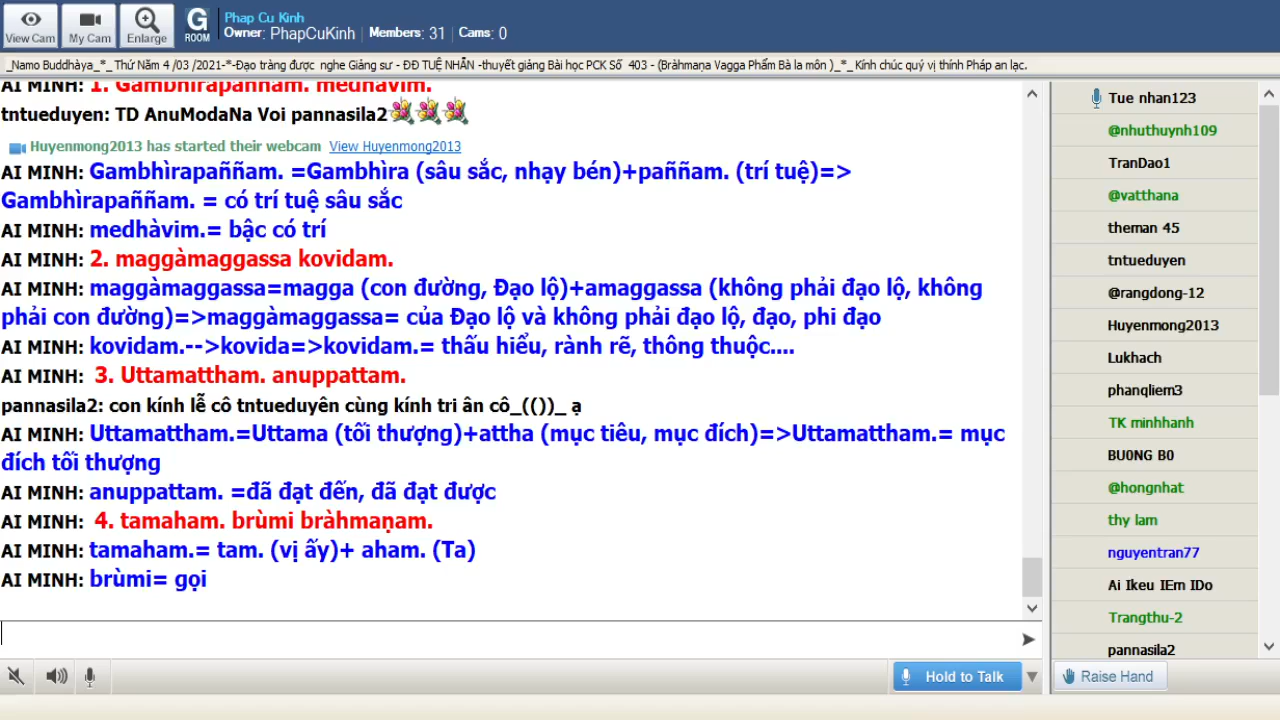 View Cam
My Cam
Enlarge
G
ROOM
Phap Cu Kinh
Owner: PhapCuKinh | Members: 31 | Cams: 0
_Namo Buddhàya_*_ Thứ Năm 4 /03 /2021-*-Đạo tràng được nghe Giảng sư - ĐĐ TUỆ NHẪN -thuyết giảng Bài học PCK Số 403 - (Bràhmaṇa Vagga Phẩm Bà la môn )_*_ Kính chúc quý vị thính Pháp an lạc.
AI MINH: 1. Gambhìrapaññam. medhàvim.
tntueduyen: TD AnuModaNa Voi pannasila2
Huyenmong2013 has started their webcam View Huyenmong2013
AI MINH: Gambhìrapaññam. =Gambhìra (sâu sắc, nhạy bén)+paññam. (trí tuệ)=>
Gambhìrapaññam. = có trí tuệ sâu sắc
AI MINH: medhàvim.= bậc có trí
AI MINH: 2. maggàmaggassa kovidam.
AI MINH: maggàmaggassa=magga (con đường, Đạo lộ)+amaggassa (không phải đạo lộ, không
phải con đường)=>maggàmaggassa= của Đạo lộ và không phải đạo lộ, đạo, phi đạo
AI MINH: kovidam.-->kovida=>kovidam.= thấu hiểu, rành rẽ, thông thuộc....
AI MINH: 3. Uttamattham. anuppattam.
pannasila2: con kính lễ cô tntueduyên cùng kính tri ân cô_(())_ ạ
AI MINH: Uttamattham.=Uttama (tối thượng)+attha (mục tiêu, mục đích)=>Uttamattham.= mục
đích tối thượng
AI MINH: anuppattam. =đã đạt đến, đã đạt được
AI MINH: 4. tamaham. brùmi bràhmaṇam.
AI MINH: tamaham.= tam. (vị ấy)+ aham. (Ta)
AI MINH: brùmi= gọi
Hold to Talk
Tue nhan123
@nhuthuynh109
TranDao1
@vatthana
theman 45
tntueduyen
@rangdong-12
Huyenmong2013
Lukhach
phanqliem3
TK minhhanh
BU0NG B0
@hongnhat
thy lam
nguyentran77
Ai Ikeu IEm IDo
Trangthu-2
pannasila2
Raise Hand